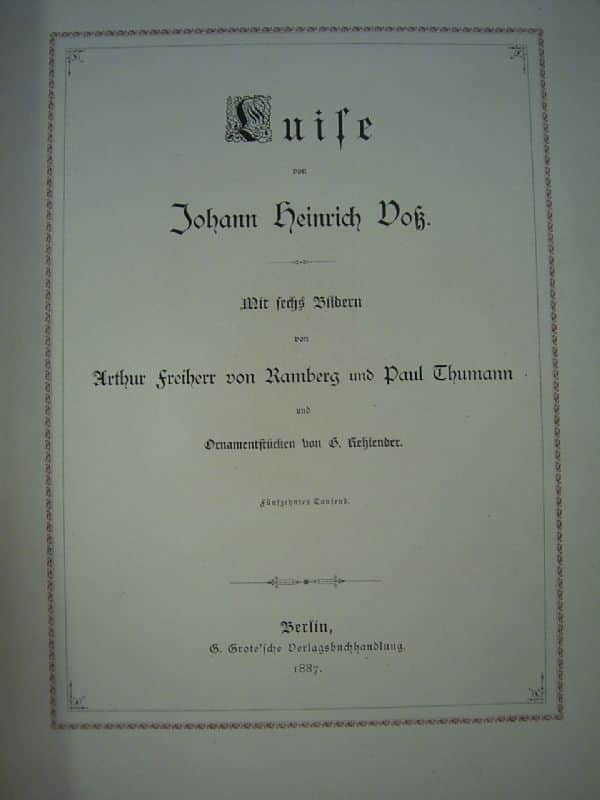 Luiſe
von
Johann Heinrich Voß.
Mit ſechs Bildern
von
Arthur Freiherr von Ramberg und Paul Thumann
und
Ornamentſtücken von G. Rehlender.
Fünfzehntes Tauſend.
Berlin,
G. Grote'ſche Verlagsbuchhandlung.
1887.